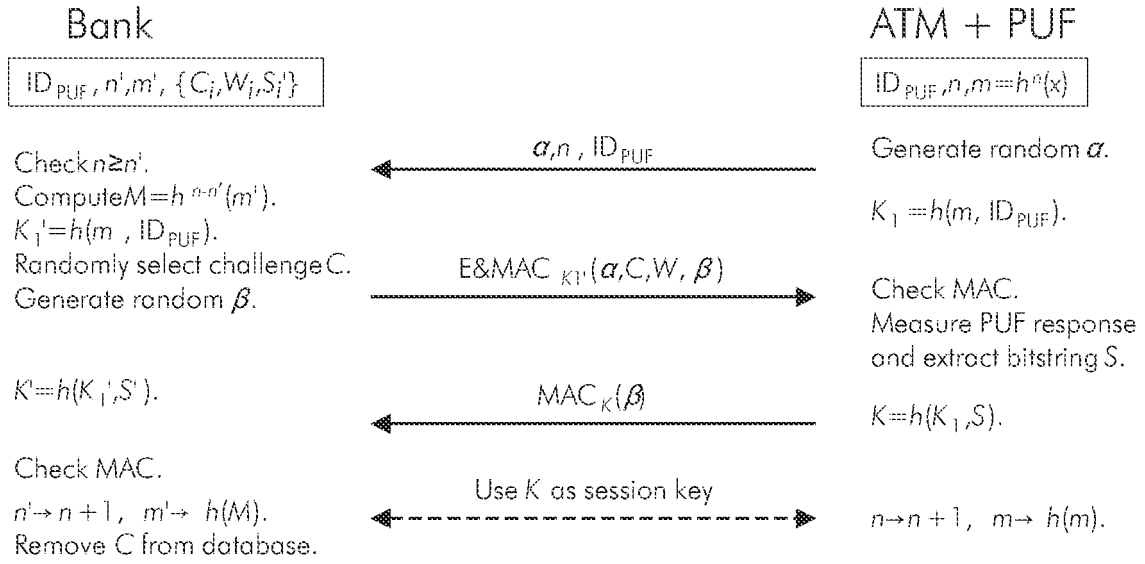 Bank
ATM + PUF
ID_PUF, n', m', {C_i, W_i, S_i'}
ID_PUF, n, m=h^n(x)
α, n, ID_PUF
Generate random α.
Check n≥n'.
Compute M=h^{n-n'}(m').
K_1'=h(m , ID_PUF).
K_1=h(m, ID_PUF).
Randomly select challenge C.
Generate random β.
E&MAC_{K1'}(α,C,W, β)
Check MAC.
Measure PUF response
and extract bitstring S.
K'=h(K_1',S').
MAC_K(β)
K=h(K_1,S).
Check MAC.
Use K as session key
n'→n+1, m'→ h(M).
n→n+1, m→ h(m).
Remove C from database.